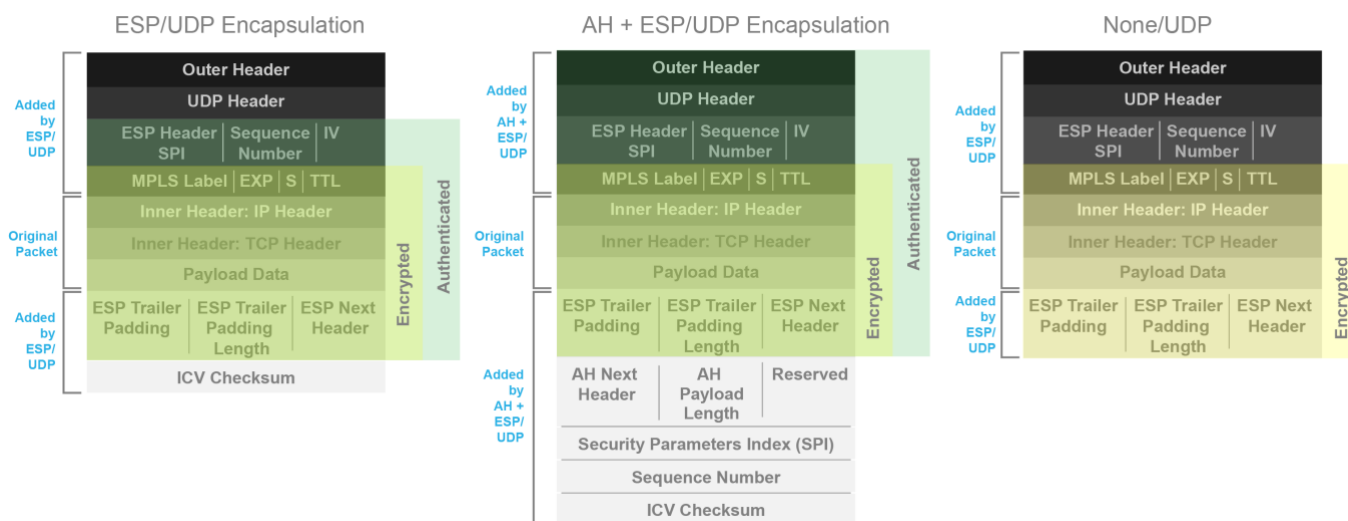 ESP/UDP Encapsulation
Added
by
ESP/
UDP
Outer Header
UDP Header
ESP Header Sequence IV
SPI Number
MPLS Label EXP S TTL
Original
Packet
Inner Header: IP Header
Inner Header: TCP Header
Payload Data
Added
by
ESP/
UDP
ESP Trailer ESP Trailer ESP Next
Padding Padding Header
Length
ICV Checksum
Encrypted
Authenticated
AH + ESP/UDP Encapsulation
Added
by
AH +
ESP/
UDP
Outer Header
UDP Header
ESP Header Sequence IV
SPI Number
MPLS Label EXP S TTL
Original
Packet
Inner Header: IP Header
Inner Header: TCP Header
Payload Data
Added
by
AH +
ESP/
UDP
ESP Trailer ESP Trailer ESP Next
Padding Padding Header
Length
AH Next AH Reserved
Header Payload
Length
Security Parameters Index (SPI)
Sequence Number
ICV Checksum
Encrypted
Authenticated
None/UDP
Added
by
ESP/
UDP
Outer Header
UDP Header
ESP Header Sequence IV
SPI Number
MPLS Label EXP S TTL
Original
Packet
Inner Header: IP Header
Inner Header: TCP Header
Payload Data
Added
by
ESP/
UDP
ESP Trailer ESP Trailer ESP Next
Padding Padding Header
Length
Encrypted